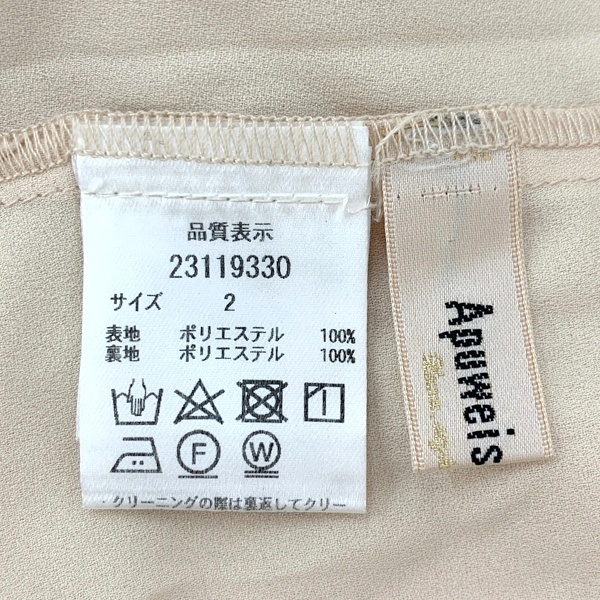 品質表示
23119330
サイズ 2
表地 ポリエステル 100%
裏地 ポリエステル 100%
F W
・クリーニングの際は裏返してクリー
Apuweis